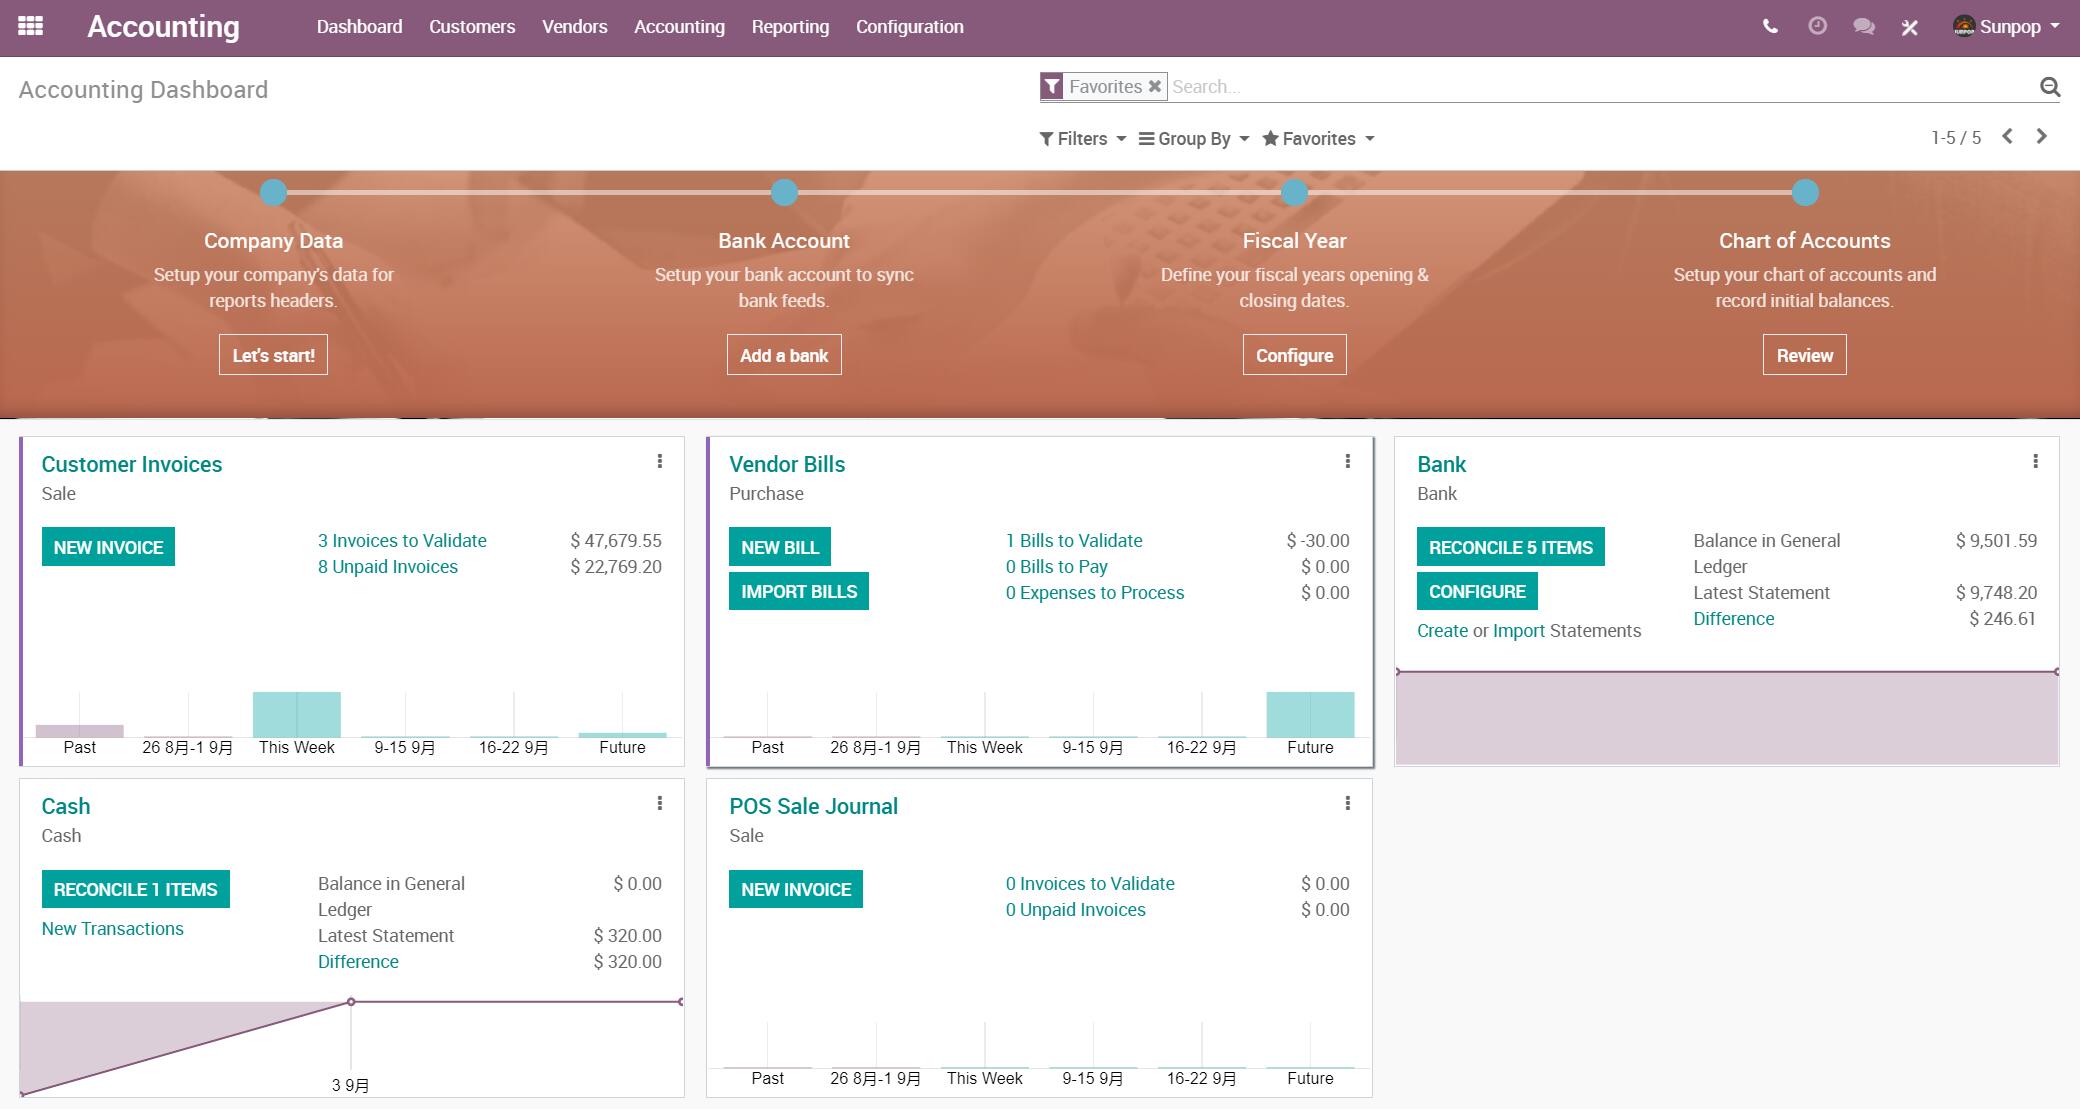 Accounting
Dashboard Customers Vendors Accounting Reporting Configuration
Sunpop
Accounting Dashboard
Favorites Search...
Filters Group By Favorites
1-5 / 5
Company Data
Setup your company's data for
reports headers.
Let's start!
Bank Account
Setup your bank account to sync
bank feeds.
Add a bank
Fiscal Year
Define your fiscal years opening &
closing dates.
Configure
Chart of Accounts
Setup your chart of accounts and
record initial balances.
Review
Customer Invoices
Sale
NEW INVOICE
3 Invoices to Validate $ 47,679.55
8 Unpaid Invoices $ 22,769.20
Past 26 8月-1 9月 This Week 9-15 9月 16-22 9月 Future
Vendor Bills
Purchase
NEW BILL
IMPORT BILLS
1 Bills to Validate $ -30.00
0 Bills to Pay $ 0.00
0 Expenses to Process $ 0.00
Past 26 8月-1 9月 This Week 9-15 9月 16-22 9月 Future
Bank
Bank
RECONCILE 5 ITEMS
CONFIGURE
Create or Import Statements
Balance in General $ 9,501.59
Ledger
Latest Statement $ 9,748.20
Difference $ 246.61
Cash
Cash
RECONCILE 1 ITEMS
New Transactions
Balance in General $ 0.00
Ledger
Latest Statement $ 320.00
Difference $ 320.00
3 9月
POS Sale Journal
Sale
NEW INVOICE
0 Invoices to Validate $ 0.00
0 Unpaid Invoices $ 0.00
Past 26 8月-1 9月 This Week 9-15 9月 16-22 9月 Future